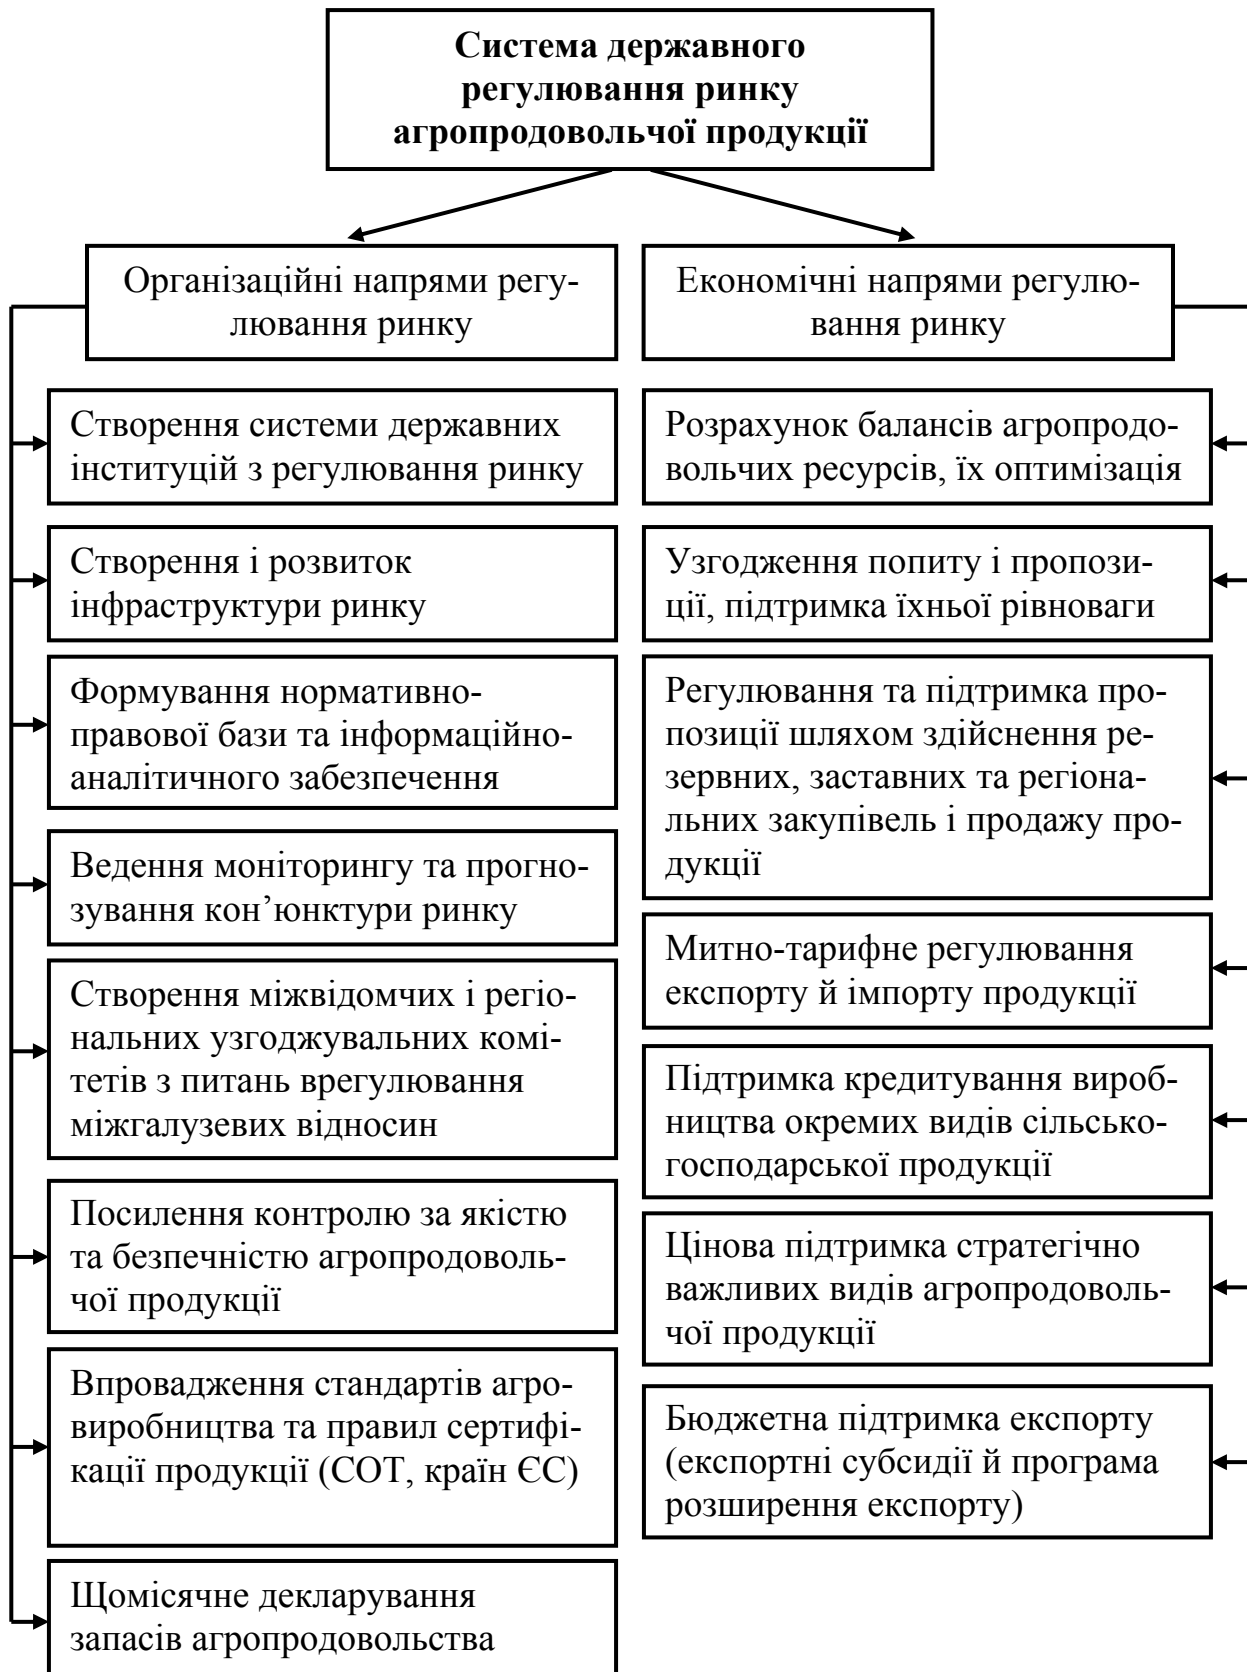 Система державного
регулювання ринку
агропродовольчої продукції
Організаційні напрями регу-
лювання ринку
Економічні напрями регулю-
вання ринку
Створення системи державних
інституцій з регулювання ринку
Створення і розвиток
інфраструктури ринку
Формування нормативно-
правової бази та інформаційно-
аналітичного забезпечення
Ведення моніторингу та прогно-
зування кон’юнктури ринку
Створення міжвідомчих і регіо-
нальних узгоджувальних комі-
тетів з питань врегулювання
міжгалузевих відносин
Посилення контролю за якістю
та безпечністю агропродоволь-
чої продукції
Впровадження стандартів агро-
виробництва та правил сертифі-
кації продукції (СОТ, країн ЄС)
Щомісячне декларування
запасів агропродовольства
Розрахунок балансів агропродо-
вольчих ресурсів, їх оптимізація
Узгодження попиту і пропози-
ції, підтримка їхньої рівноваги
Регулювання та підтримка про-
позиції шляхом здійснення ре-
зервних, заставних та регіона-
льних закупівель і продажу про-
дукції
Митно-тарифне регулювання
експорту й імпорту продукції
Підтримка кредитування вироб-
ництва окремих видів сільсько-
господарської продукції
Цінова підтримка стратегічно
важливих видів агропродоволь-
чої продукції
Бюджетна підтримка експорту
(експортні субсидії й програма
розширення експорту)